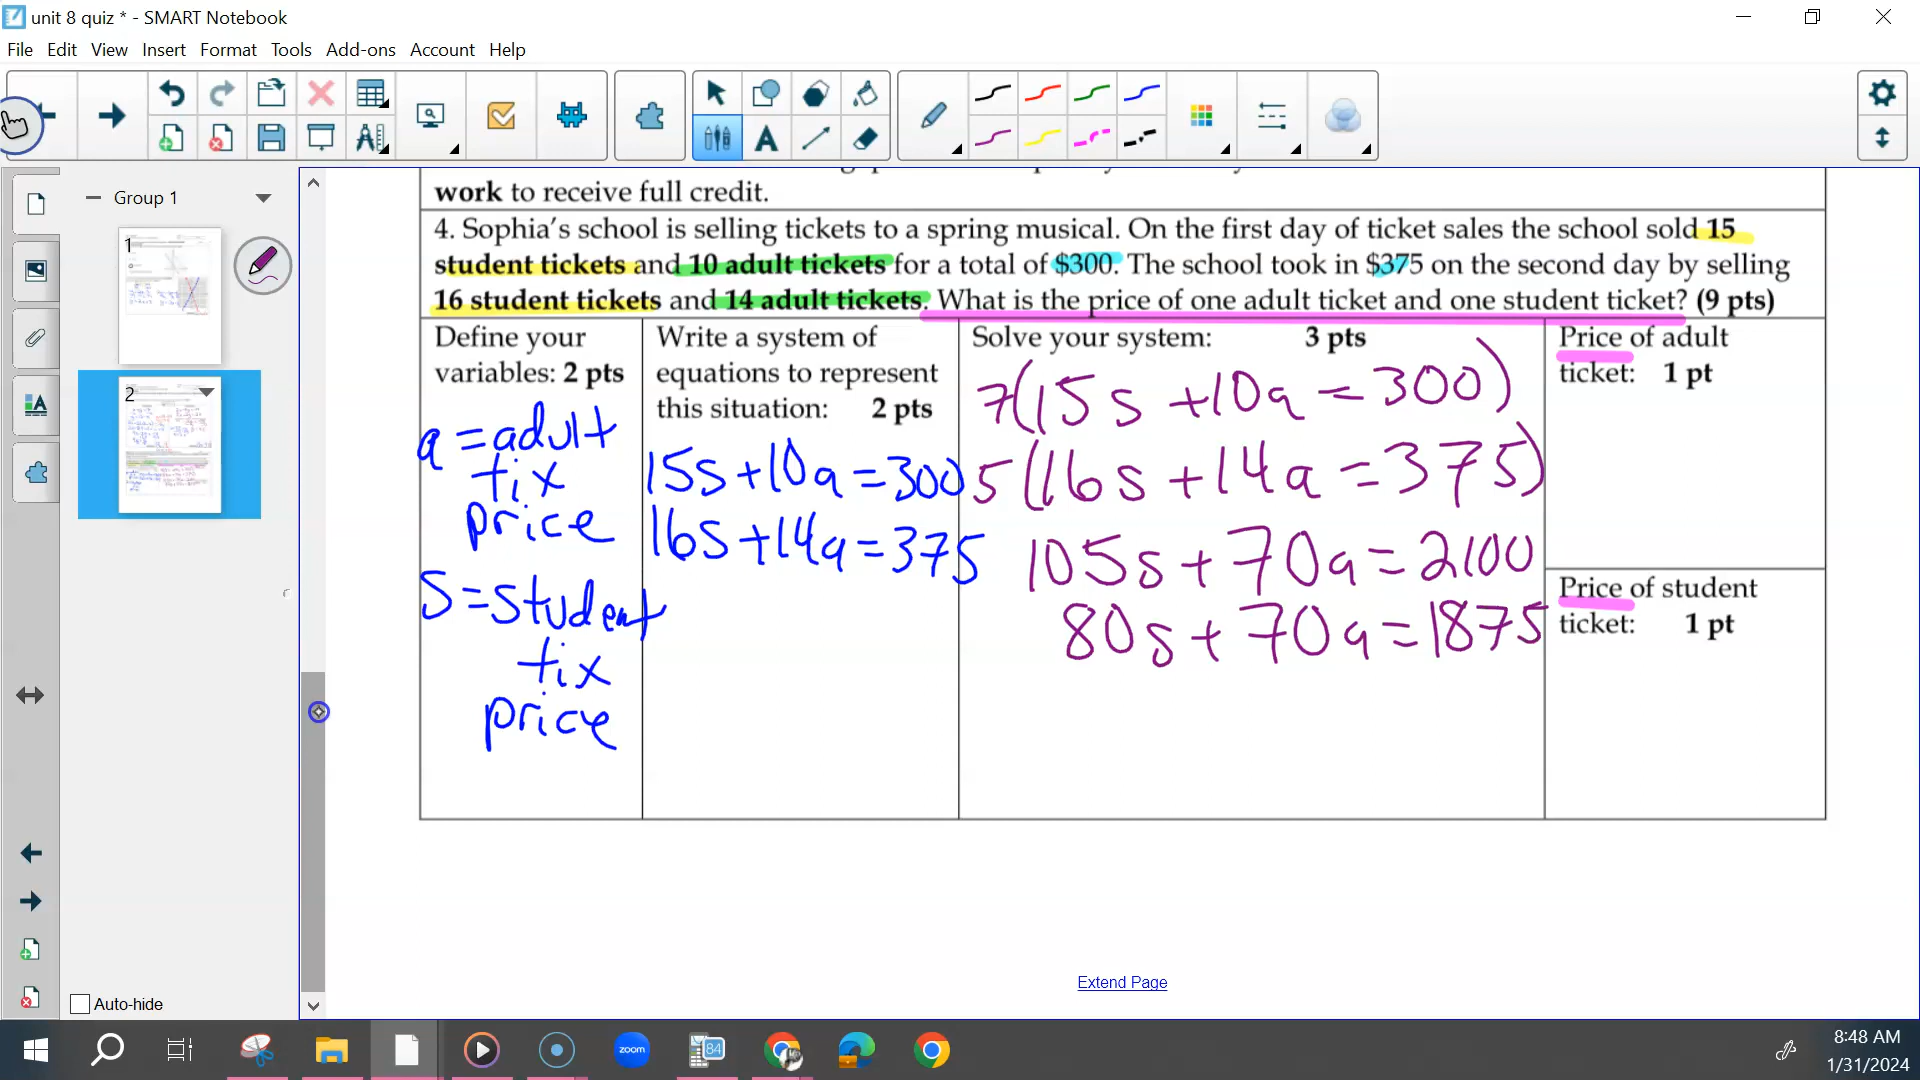 unit 8 quiz * - SMART Notebook
File Edit View Insert Format Tools Add-ons Account Help
Group 1
1
2
work to receive full credit.
4. Sophia's school is selling tickets to a spring musical. On the first day of ticket sales the school sold 15
student tickets and 10 adult tickets for a total of $300. The school took in $375 on the second day by selling
16 student tickets and 14 adult tickets. What is the price of one adult ticket and one student ticket? (9 pts)
Define your
variables: 2 pts
a = adult
tix
price
s = student
tix
price
Write a system of
equations to represent
this situation: 2 pts
15s + 10a = 300
16s + 14a = 375
Solve your system: 3 pts
7(15s + 10a = 300)
5(16s + 14a = 375)
105s + 70a = 2100
80s + 70a = 1875
Price of adult
ticket: 1 pt
Price of student
ticket: 1 pt
Extend Page
Auto-hide
zoom
84
8:48 AM
1/31/2024